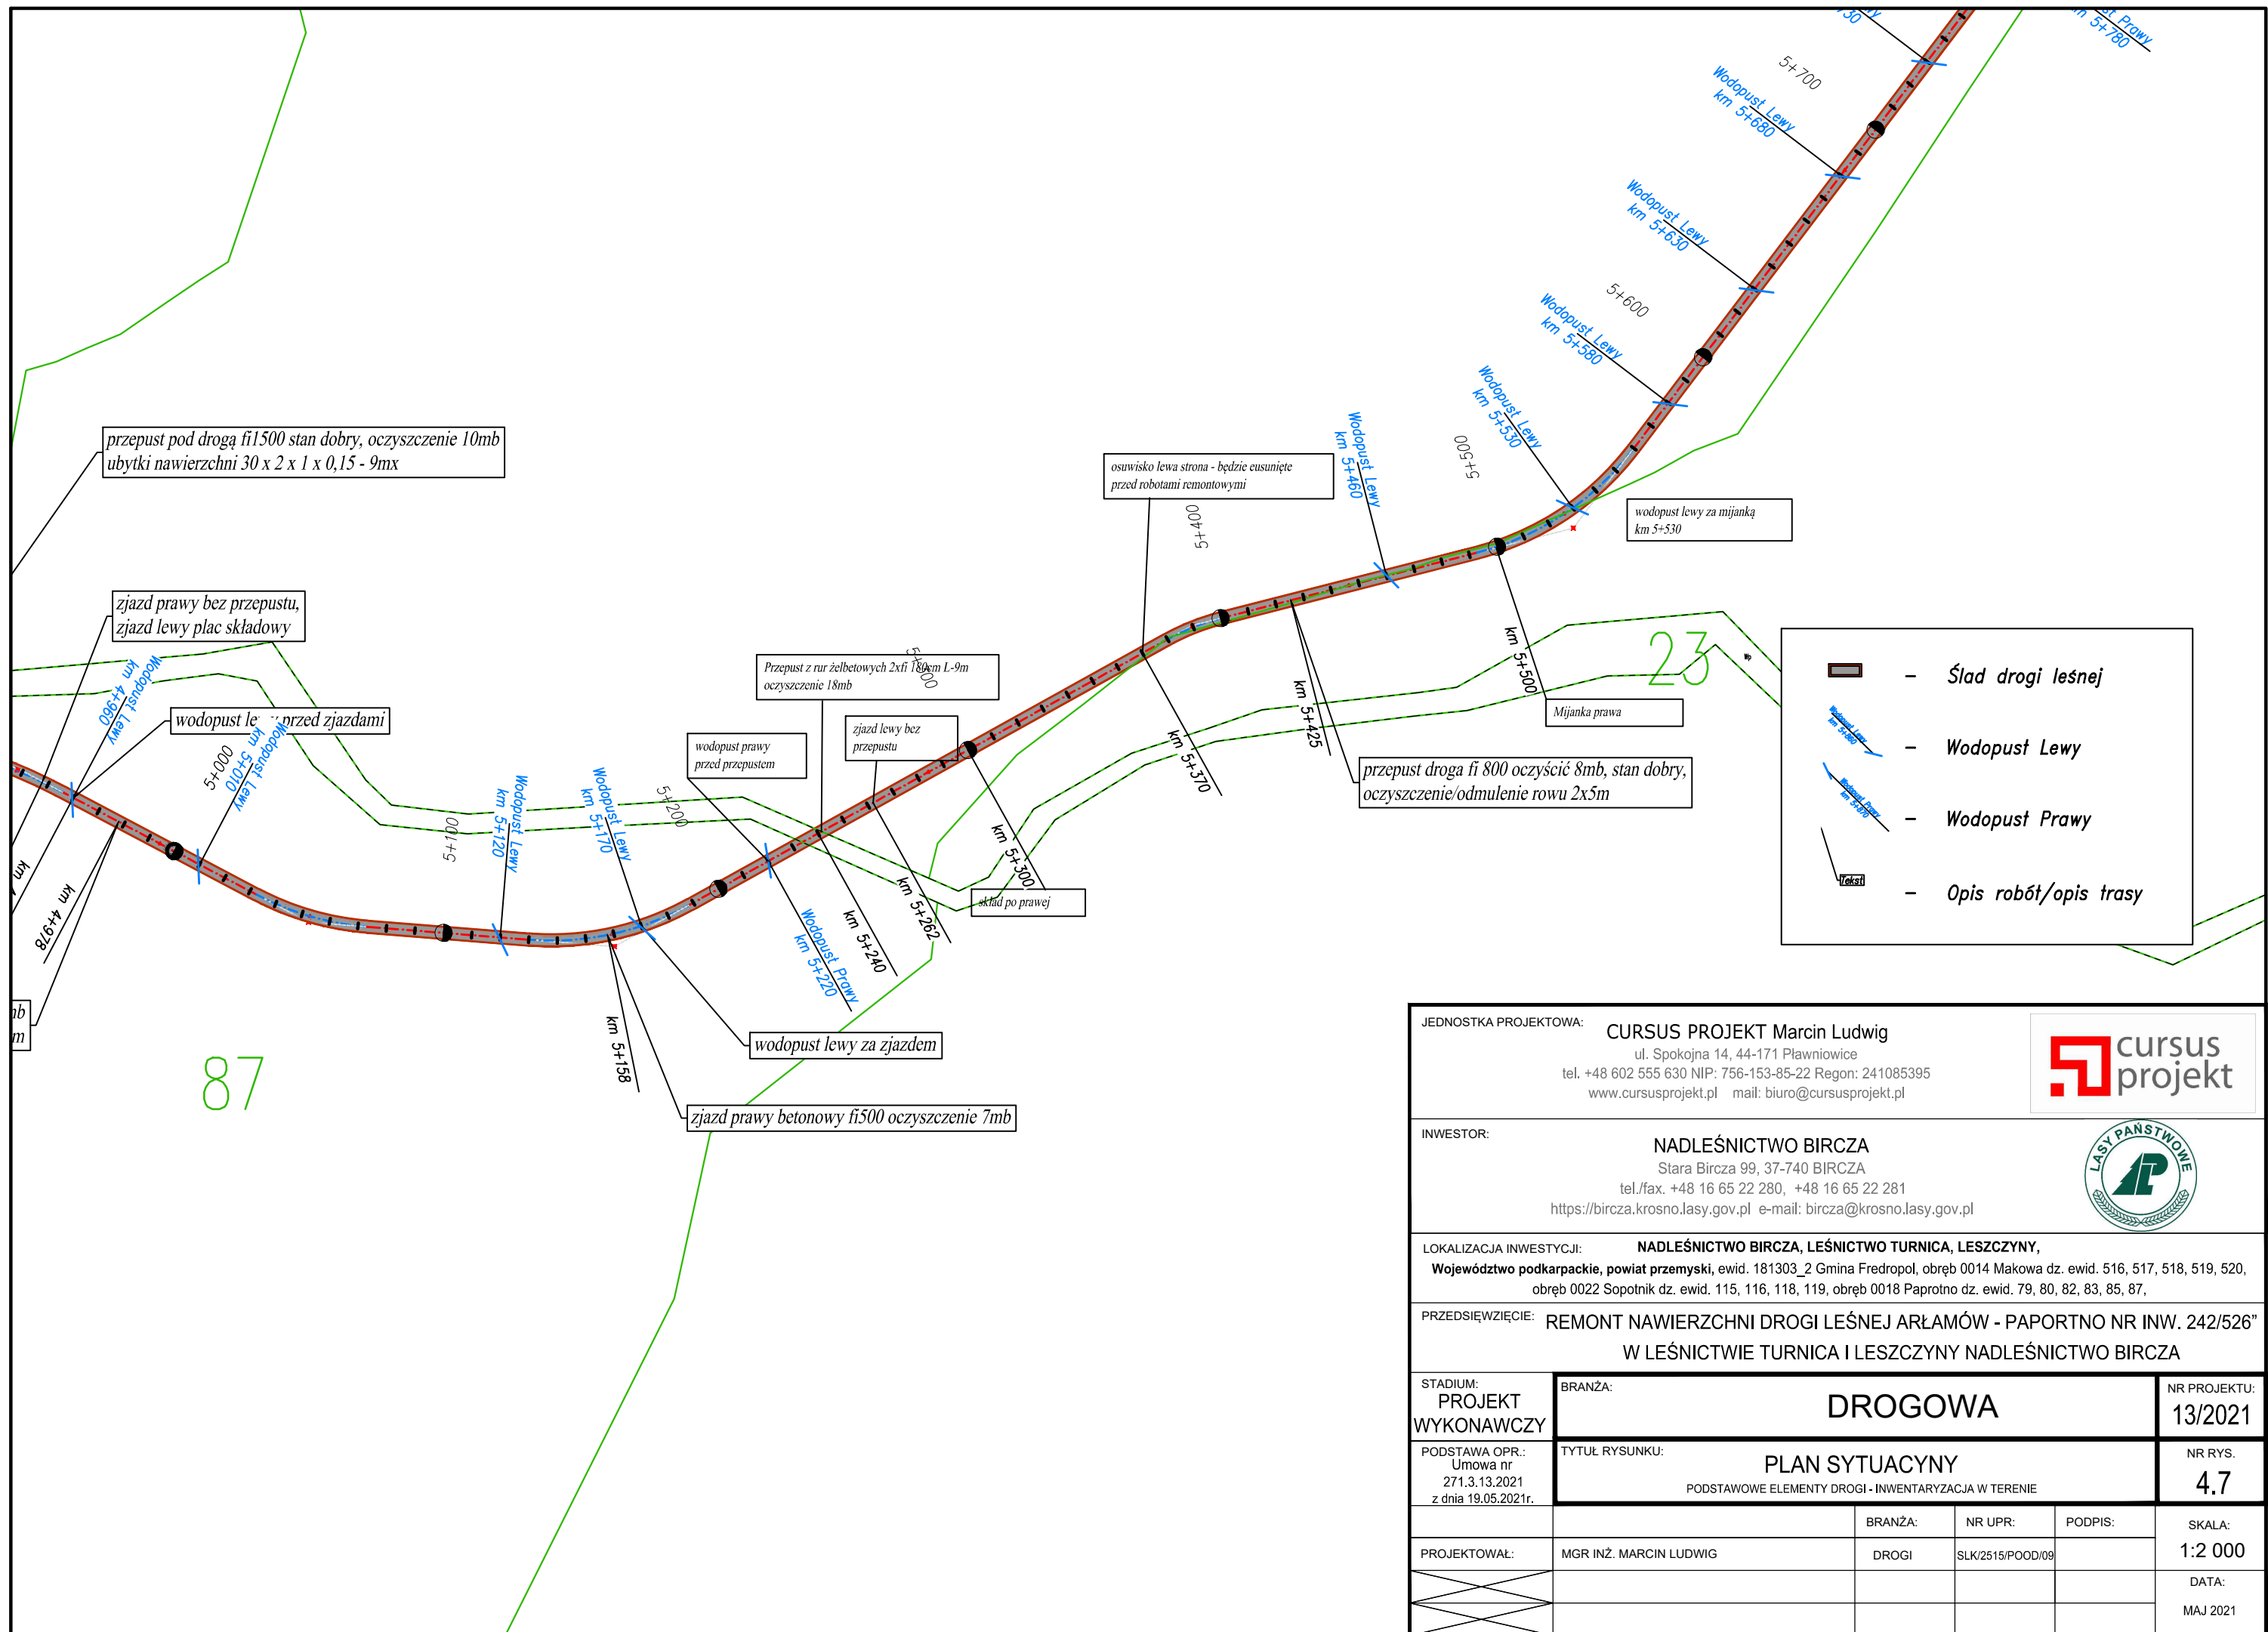 przepust pod drogą fi1500 stan dobry, oczyszczenie 10mb
ubytki nawierzchni 30 x 2 x 1 x 0,15 - 9mx
zjazd prawy bez przepustu,
zjazd lewy plac składowy
Wodopust Lewy
km 4+960
wodopust przed zjazdami
5+000
Wodopust Lewy
km 5+010
km
km 4+978
m
87
5+100
Wodopust Lewy
km 5+120
Wodopust Lewy
km 5+170
5+200
km 5+158
wodopust lewy za zjazdem
zjazd prawy betonowy fi500 oczyszczenie 7mb
wodopust prawy
przed przepustem
Wodopust Prawy
km 5+220
Przepust z rur żelbetowych 2xfi 180cm L-9m
oczyszczenie 18mb
km 5+240
zjazd lewy bez
przepustu
km 5+262
km 5+300
skład po prawej
osuwisko lewa strona - będzie eusunięte
przed robotami remontowymi
5+400
km 5+370
Wodopust Lewy
km 5+460
km 5+425
przepust droga fi 800 oczyścić 8mb, stan dobry,
oczyszczenie/odmulenie rowu 2x5m
5+500
km 5+500
Mijanka prawa
Wodopust Lewy
km 5+530
wodopust lewy za mijanką
km 5+530
Wodopust Lewy
km 5+580
5+600
Wodopust Lewy
km 5+630
Wodopust Lewy
km 5+680
5+700
Prawy
5+780
23
Wp
Ślad drogi leśnej
Wodopust Lewy
Wodopust Prawy
Tekst
Opis robót/opis trasy
JEDNOSTKA PROJEKTOWA:
CURSUS PROJEKT Marcin Ludwig
ul. Spokojna 14, 44-171 Pławniowice
tel. +48 602 555 630 NIP: 756-153-85-22 Regon: 241085395
www.cursusprojekt.pl mail: biuro@cursusprojekt.pl
cursus
projekt
INWESTOR:
NADLEŚNICTWO BIRCZA
Stara Bircza 99, 37-740 BIRCZA
tel./fax. +48 16 65 22 280, +48 16 65 22 281
https://bircza.krosno.lasy.gov.pl e-mail: bircza@krosno.lasy.gov.pl
LASY PAŃSTWOWE
LOKALIZACJA INWESTYCJI: NADLEŚNICTWO BIRCZA, LEŚNICTWO TURNICA, LESZCZYNY,
Województwo podkarpackie, powiat przemyski, ewid. 181303_2 Gmina Fredropol, obręb 0014 Makowa dz. ewid. 516, 517, 518, 519, 520,
obręb 0022 Sopotnik dz. ewid. 115, 116, 118, 119, obręb 0018 Paprotno dz. ewid. 79, 80, 82, 83, 85, 87,
PRZEDSIĘWZIĘCIE: REMONT NAWIERZCHNI DROGI LEŚNEJ ARŁAMÓW - PAPORTNO NR INW. 242/526”
W LEŚNICTWIE TURNICA I LESZCZYNY NADLEŚNICTWO BIRCZA
STADIUM:
PROJEKT
WYKONAWCZY
BRANŻA:
DROGOWA
NR PROJEKTU:
13/2021
PODSTAWA OPR.:
Umowa nr
271.3.13.2021
z dnia 19.05.2021r.
TYTUŁ RYSUNKU:
PLAN SYTUACYNY
PODSTAWOWE ELEMENTY DROGI - INWENTARYZACJA W TERENIE
NR RYS.
4.7
BRANŻA: NR UPR: PODPIS:
SKALA:
1:2 000
PROJEKTOWAŁ: MGR INŻ. MARCIN LUDWIG DROGI SLK/2515/POOD/09
DATA:
MAJ 2021